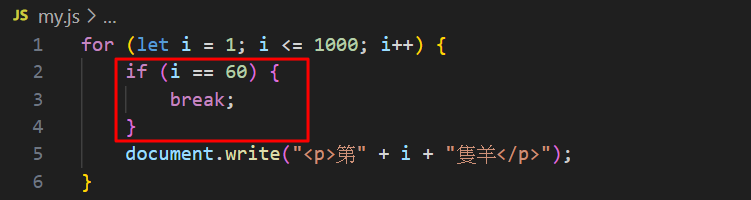 JS my.js > ...
1 for (let i = 1; i <= 1000; i++) {
2 if (i == 60) {
3 break;
4 }
5 document.write("<p>第" + i + "隻羊</p>");
6 }